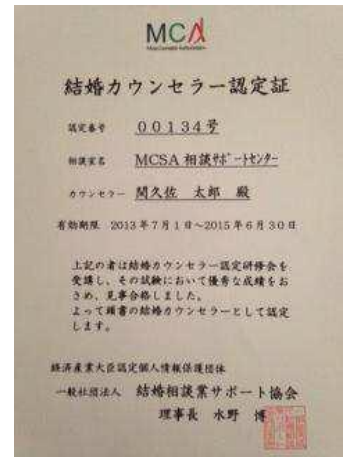 MCA
結婚カウンセラー認定証
認定番号 00134号
相談室名 MCSA 相談ｻﾎﾟｰﾄｾﾝﾀｰ
カウンセラー 関久佐 太郎 殿
有効期限 2013年7月1日～2015年6月30日
上記の者は結婚カウンセラー認定研修会を
受講し、その試験において優秀な成績をお
さめ、見事合格しました。
よって頭書の結婚カウンセラーとして認定
します。
経済産業大臣認定個人情報保護団体
一般社団法人 結婚相談業サポート協会
理事長 水野 博